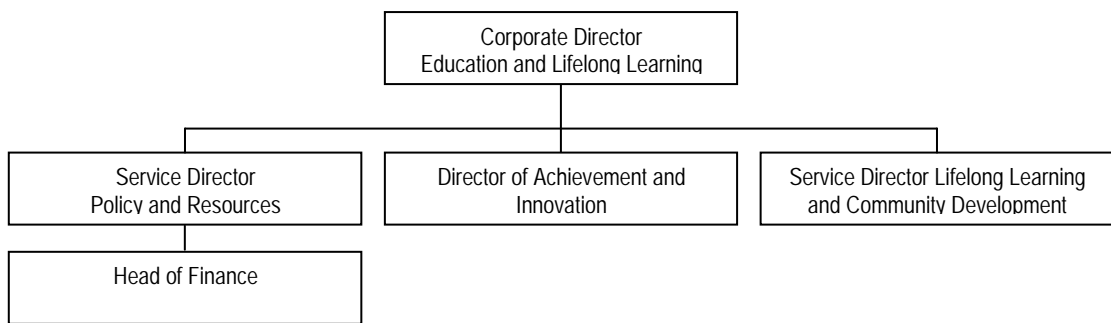 Corporate Director
Education and Lifelong Learning
Service Director
Policy and Resources
Director of Achievement and
Innovation
Service Director Lifelong Learning
and Community Development
Head of Finance